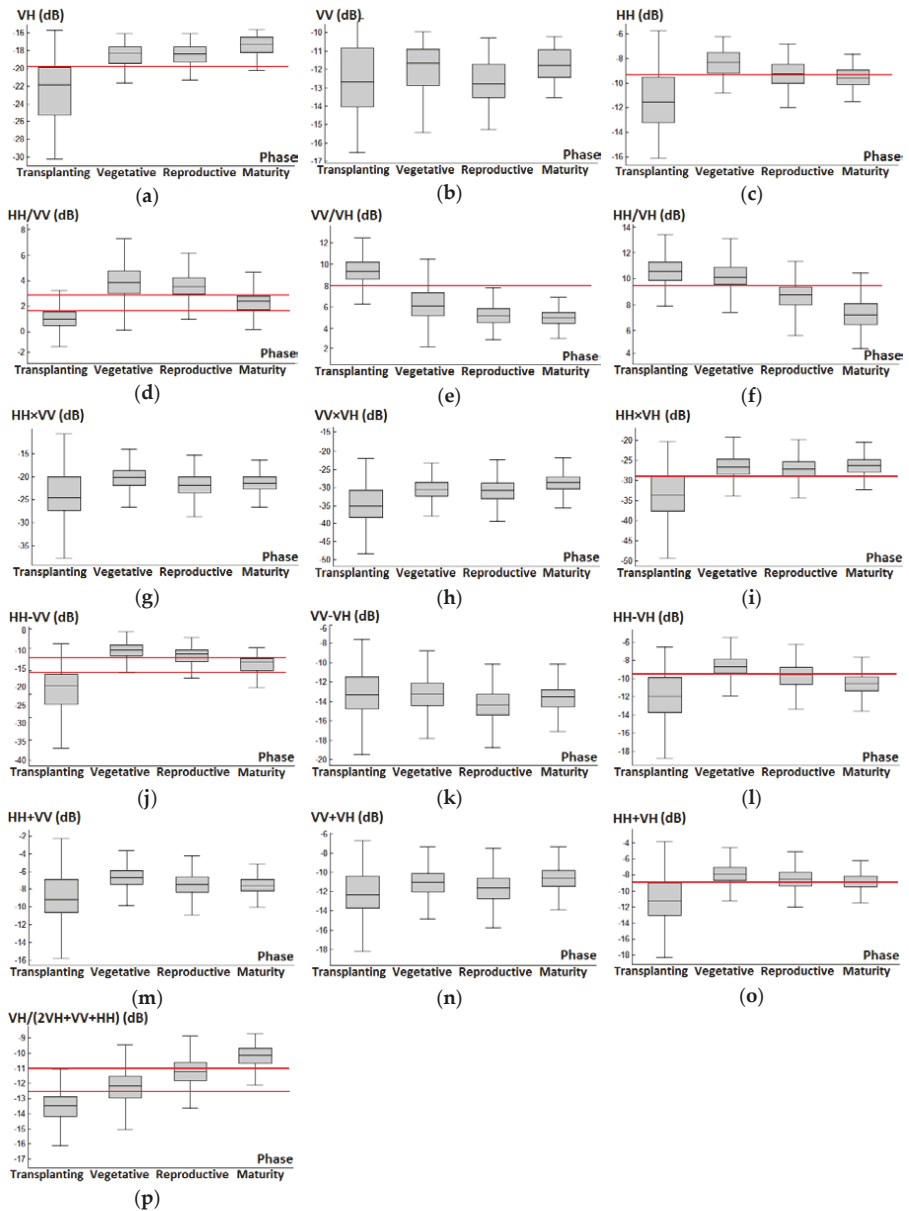 VH (dB)
-16
-18
-20
-22
-24
-26
-28
-30
Phase
Transplanting Vegetative Reproductive Maturity
(a)
VV (dB)
-10
-11
-12
-13
-14
-15
-16
-17
Phase
Transplanting Vegetative Reproductive Maturity
(b)
HH (dB)
-6
-8
-10
-12
-14
-16
Phase
Transplanting Vegetative Reproductive Maturity
(c)
HH/VV (dB)
8
6
4
2
0
-2
Transplanting Vegetative Reproductive Maturity
(d)
VV/VH (dB)
12
10
8
6
4
2
Transplanting Vegetative Reproductive Maturity
(e)
HH/VH (dB)
14
12
10
8
6
4
Transplanting Vegetative Reproductive Maturity
(f)
HH×VV (dB)
-15
-20
-25
-30
-35
Phase
Transplanting Vegetative Reproductive Maturity
(g)
VV×VH (dB)
-15
-20
-25
-30
-35
-40
-45
-50
Phase
Transplanting Vegetative Reproductive Maturity
(h)
HH×VH (dB)
-20
-25
-30
-35
-40
-45
-50
Phase
Transplanting Vegetative Reproductive Maturity
(i)
HH-VV (dB)
8
-10
-15
-20
-25
-35
-40
Phase
Transplanting Vegetative Reproductive Maturity
(j)
VV-VH (dB)
-6
-8
-10
-12
-14
-16
-18
-20
Phase
Transplanting Vegetative Reproductive Maturity
(k)
HH-VH (dB)
-6
-8
-10
-12
-14
-16
-18
Phase
Transplanting Vegetative Reproductive Maturity
(l)
HH+VV (dB)
-2
-4
-6
-8
-10
-12
-14
-16
Phase
Transplanting Vegetative Reproductive Maturity
(m)
VV+VH (dB)
-6
-8
-10
-12
-14
-16
-18
Phase
Transplanting Vegetative Reproductive Maturity
(n)
HH+VH (dB)
-4
-6
-8
-10
-12
-14
-16
-18
Phase
Transplanting Vegetative Reproductive Maturity
(o)
VH/(2VH+VV+HH) (dB)
-9
-10
-11
-12
-13
-14
-15
-16
-17
Phase
Transplanting Vegetative Reproductive Maturity
(p)